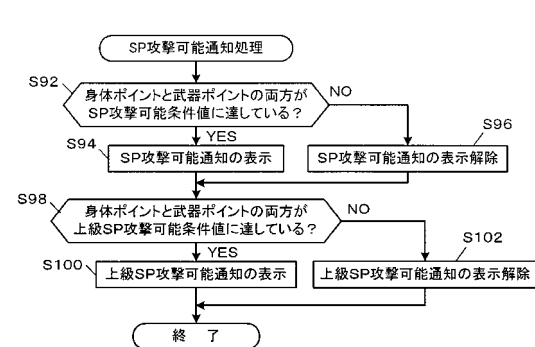 SP攻撃可能通知処理
S92
身体ポイントと武器ポイントの両方が
SP攻撃可能条件値に達している？
NO
YES
S94
SP攻撃可能通知の表示
S96
SP攻撃可能通知の表示解除
S98
身体ポイントと武器ポイントの両方が
上級SP攻撃可能条件値に達している？
NO
YES
S100
上級SP攻撃可能通知の表示
S102
上級SP攻撃可能通知の表示解除
終　了